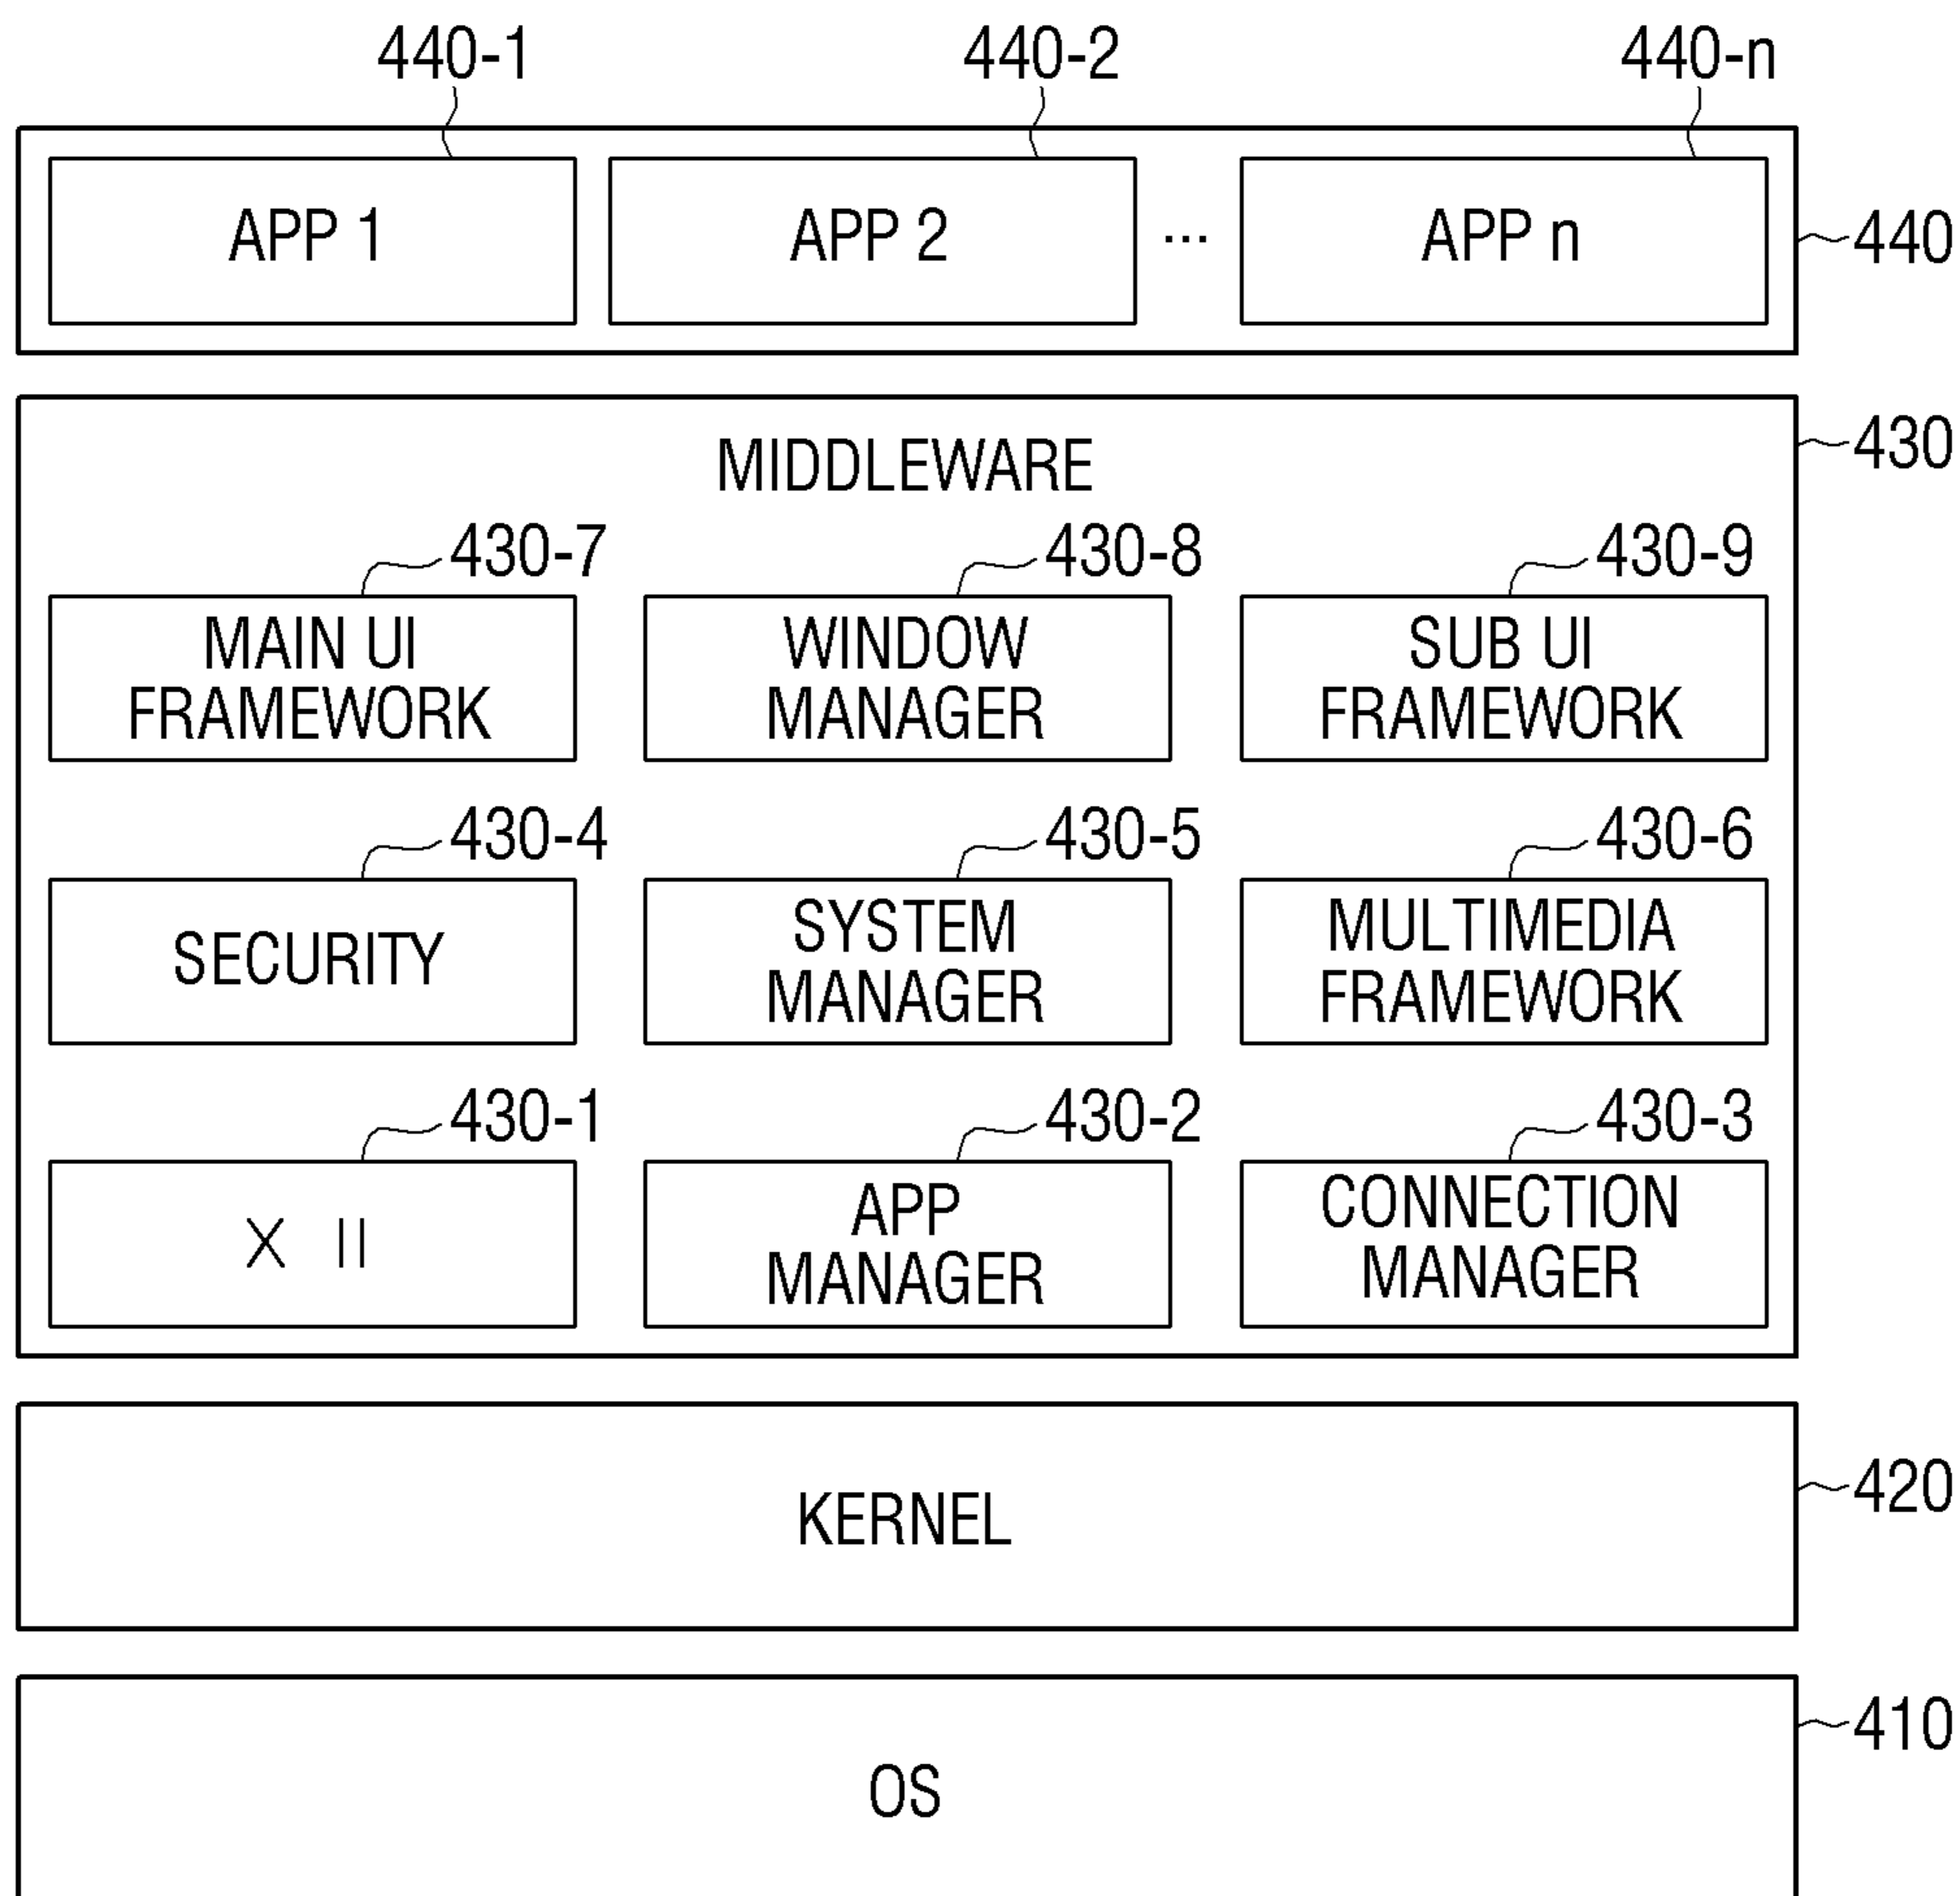 440-1 440-2 440-n
APP 1 APP 2 ... APP n 440
430
MIDDLEWARE
430-7 430-8 430-9
MAIN UI WINDOW SUB UI
FRAMEWORK MANAGER FRAMEWORK
430-4 430-5 430-6
SECURITY SYSTEM MULTIMEDIA
MANAGER FRAMEWORK
430-1 430-2 430-3
X II APP CONNECTION
MANAGER MANAGER
KERNEL 420
410
OS